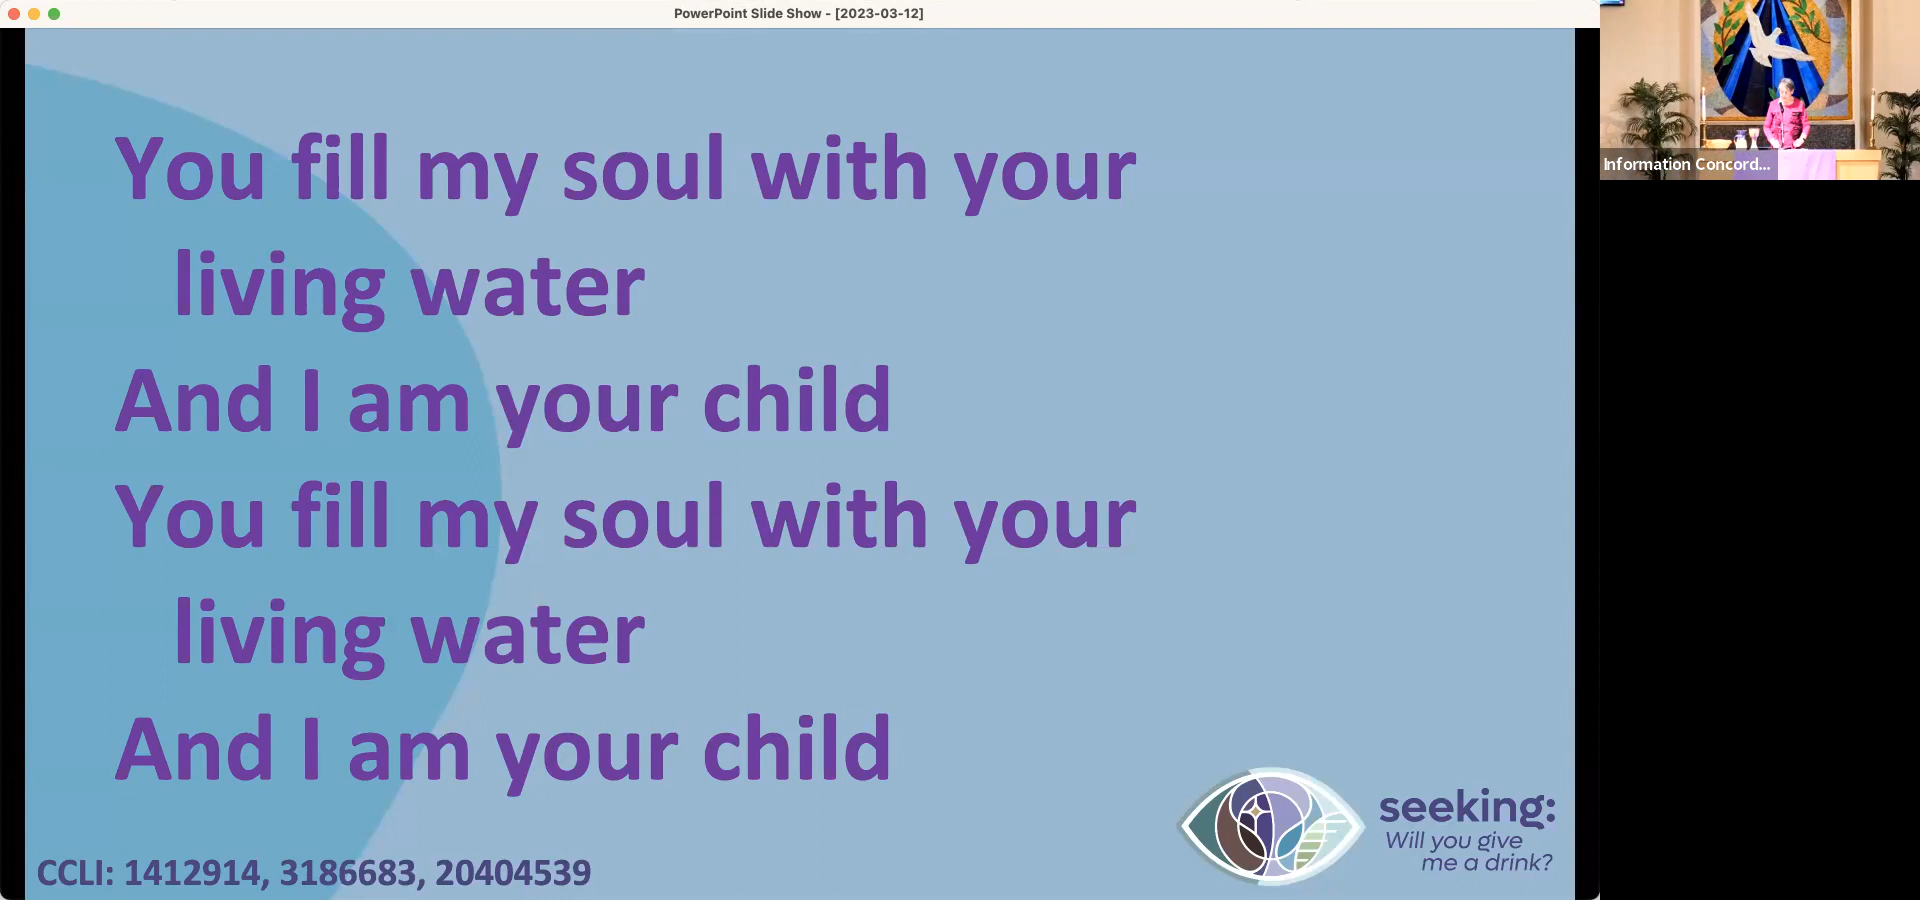 PowerPoint Slide Show - [2023-03-12]
You fill my soul with your
living water
And I am your child
You fill my soul with your
living water
And I am your child
CCLI: 1412914, 3186683, 20404539
seeking:
Will you give
me a drink?
Information Concord...